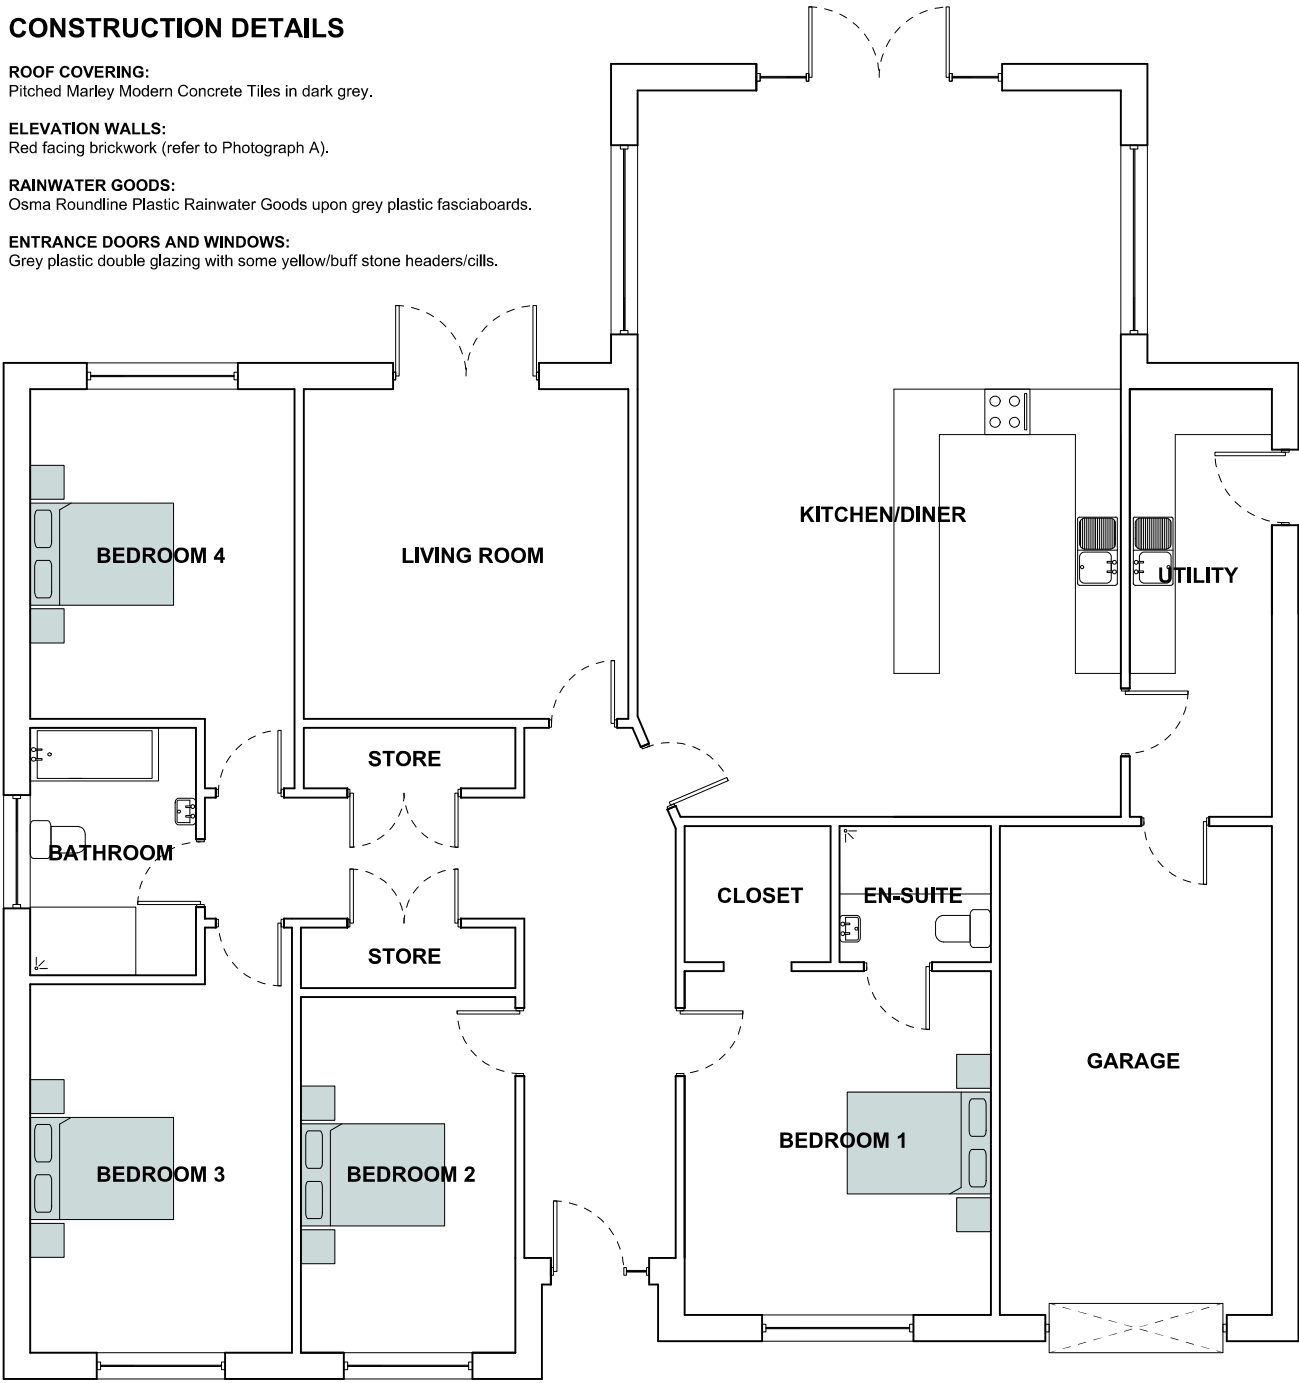 CONSTRUCTION DETAILS
ROOF COVERING:
Pitched Marley Modern Concrete Tiles in dark grey.
ELEVATION WALLS:
Red facing brickwork (refer to Photograph A).
RAINWATER GOODS:
Osma Roundline Plastic Rainwater Goods upon grey plastic fasciaboards.
ENTRANCE DOORS AND WINDOWS:
Grey plastic double glazing with some yellow/buff stone headers/cills.
KITCHEN/DINER
BEDROOM 4
LIVING ROOM
UTILITY
STORE
BATHROOM
CLOSET
EN-SUITE
STORE
GARAGE
BEDROOM 1
BEDROOM 3
BEDROOM 2